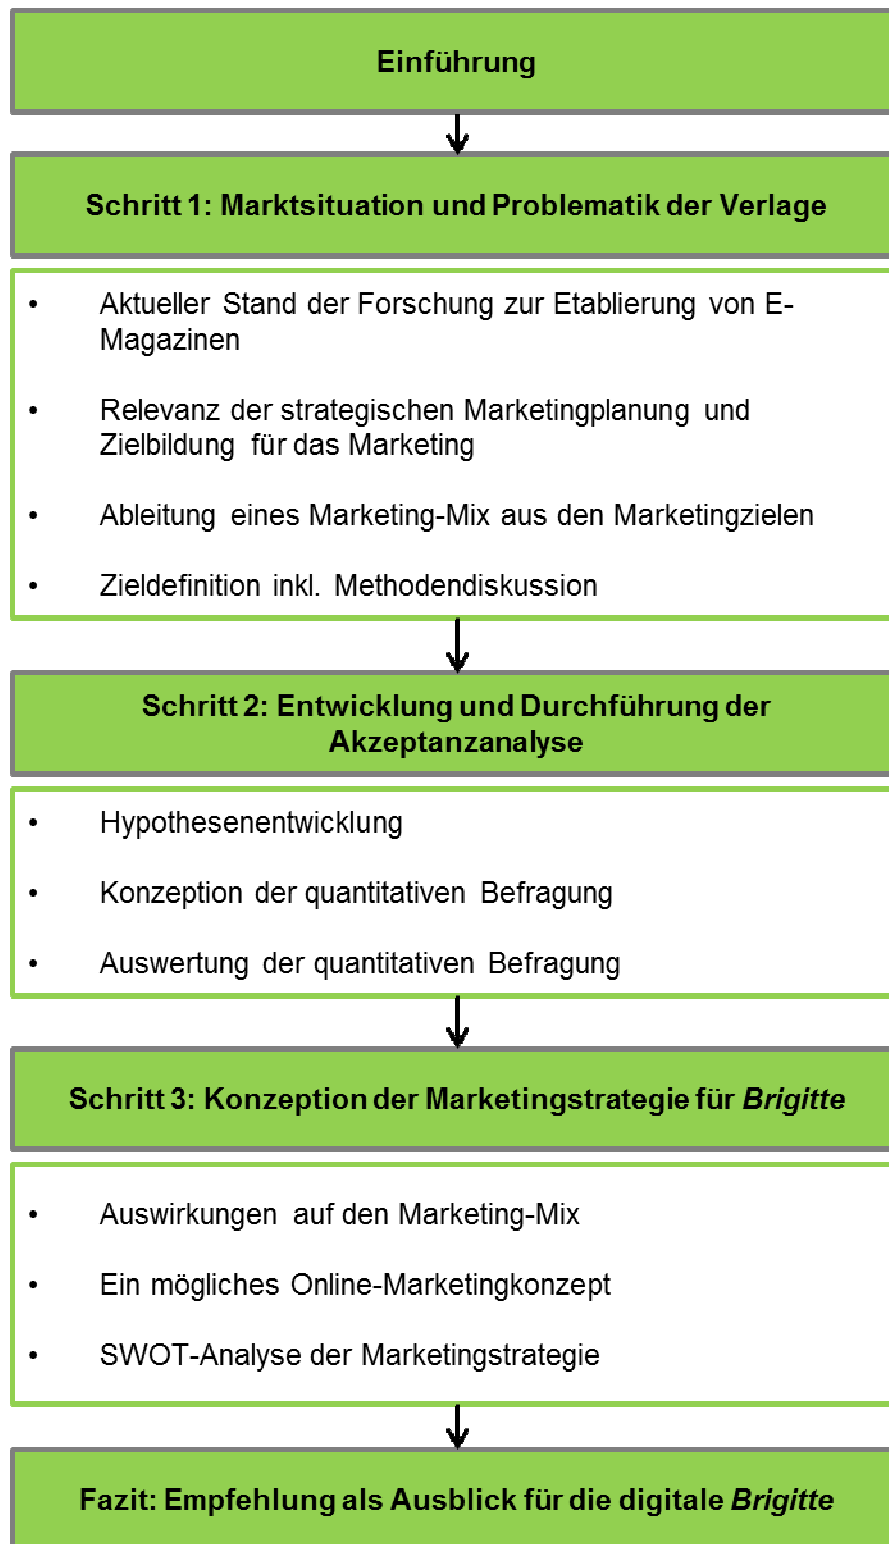 Einführung
Schritt 1: Marktsituation und Problematik der Verlage
• Aktueller Stand der Forschung zur Etablierung von E-
Magazinen
• Relevanz der strategischen Marketingplanung und
Zielbildung für das Marketing
• Ableitung eines Marketing-Mix aus den Marketingzielen
• Zieldefinition inkl. Methodendiskussion
Schritt 2: Entwicklung und Durchführung der
Akzeptanzanalyse
• Hypothesenentwicklung
• Konzeption der quantitativen Befragung
• Auswertung der quantitativen Befragung
Schritt 3: Konzeption der Marketingstrategie für Brigitte
• Auswirkungen auf den Marketing-Mix
• Ein mögliches Online-Marketingkonzept
• SWOT-Analyse der Marketingstrategie
Fazit: Empfehlung als Ausblick für die digitale Brigitte